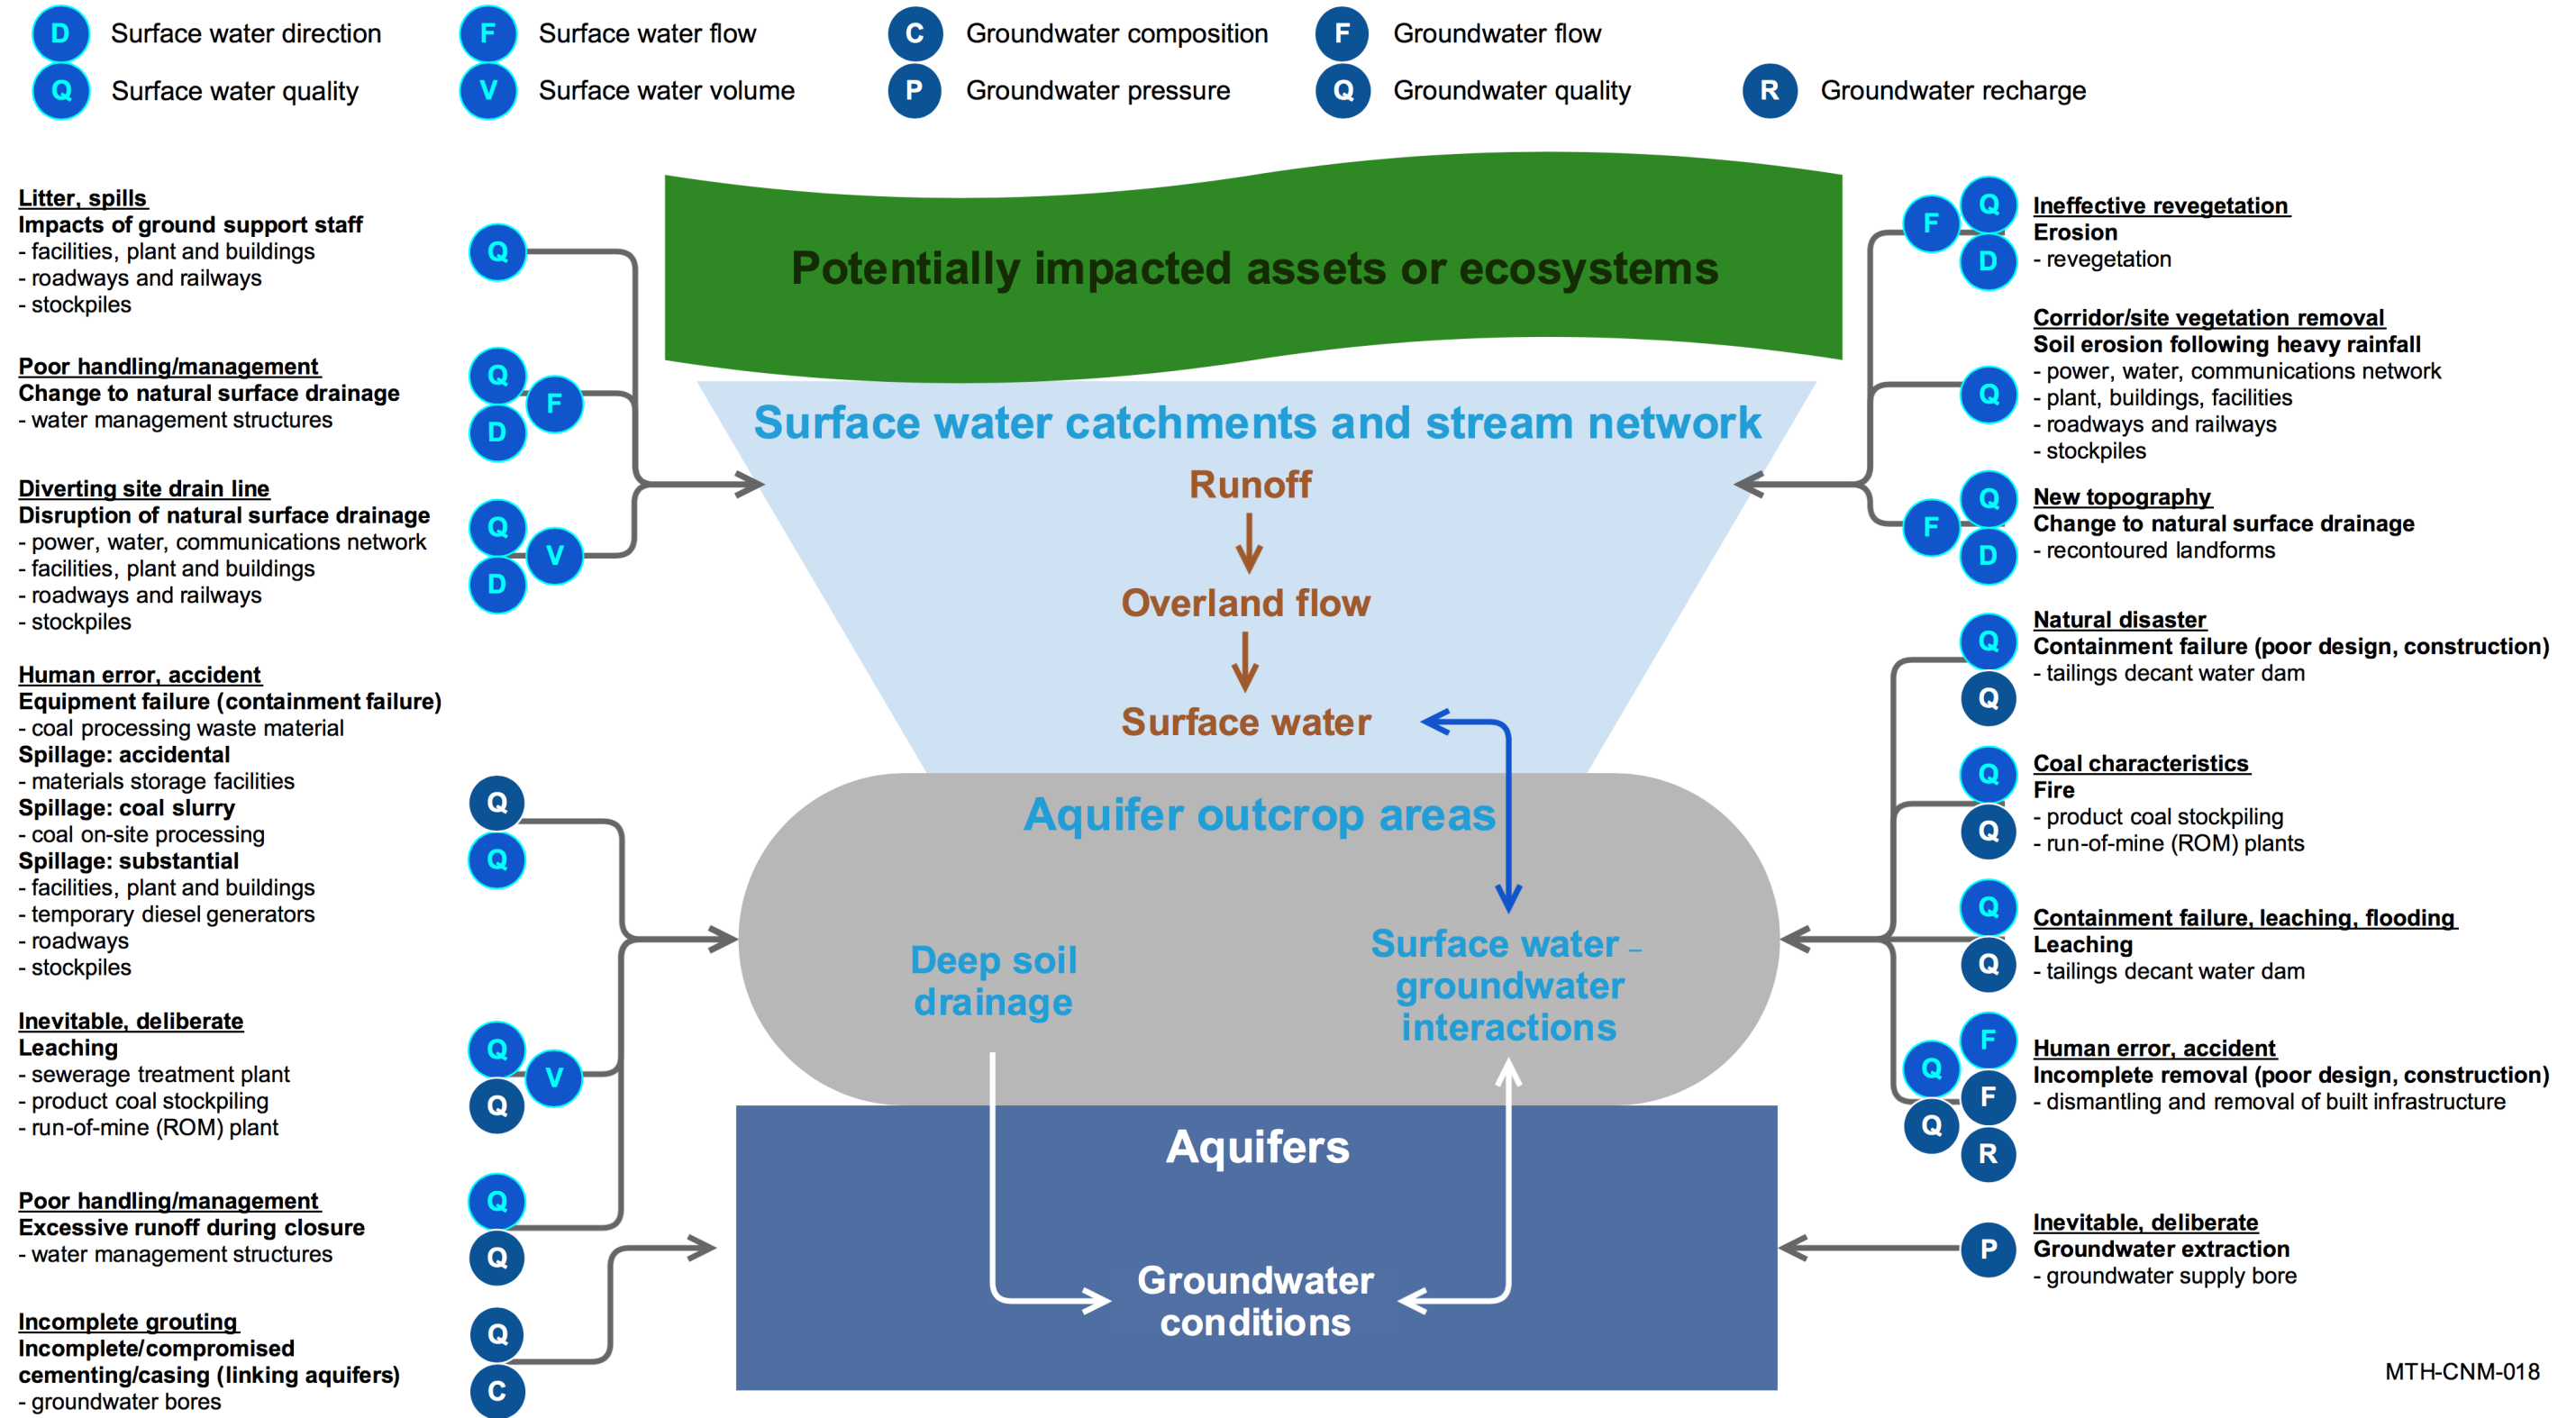 D Surface water direction
F Surface water flow
C Groundwater composition
F Groundwater flow
Q Surface water quality
V Surface water volume
P Groundwater pressure
Q Groundwater quality
R Groundwater recharge
Litter, spills
Impacts of ground support staff
- facilities, plant and buildings
- roadways and railways
- stockpiles
Q
Poor handling/management
Change to natural surface drainage
- water management structures
Q
F
D
Diverting site drain line
Disruption of natural surface drainage
- power, water, communications network
- facilities, plant and buildings
- roadways and railways
- stockpiles
Q
V
D
Human error, accident
Equipment failure (containment failure)
- coal processing waste material
Spillage: accidental
- materials storage facilities
Spillage: coal slurry
- coal on-site processing
Spillage: substantial
- facilities, plant and buildings
- temporary diesel generators
- roadways
- stockpiles
Q
Q
Inevitable, deliberate
Leaching
- sewerage treatment plant
- product coal stockpiling
- run-of-mine (ROM) plant
Q
V
Q
Poor handling/management
Excessive runoff during closure
- water management structures
Q
Q
Incomplete grouting
Incomplete/compromised
cementing/casing (linking aquifers)
- groundwater bores
Q
C
Potentially impacted assets or ecosystems
Surface water catchments and stream network
Runoff
Overland flow
Surface water
Aquifer outcrop areas
Deep soil
drainage
Surface water –
groundwater
interactions
Aquifers
Groundwater
conditions
Q
F
D
Ineffective revegetation
Erosion
- revegetation
Q
Corridor/site vegetation removal
Soil erosion following heavy rainfall
- power, water, communications network
- plant, buildings, facilities
- roadways and railways
- stockpiles
Q
F
D
New topography
Change to natural surface drainage
- recontoured landforms
Q
Q
Natural disaster
Containment failure (poor design, construction)
- tailings decant water dam
Q
Q
Coal characteristics
Fire
- product coal stockpiling
- run-of-mine (ROM) plants
Q
Q
Containment failure, leaching, flooding
Leaching
- tailings decant water dam
F
Q
F
Q
R
Human error, accident
Incomplete removal (poor design, construction)
- dismantling and removal of built infrastructure
P
Inevitable, deliberate
Groundwater extraction
- groundwater supply bore
MTH-CNM-018